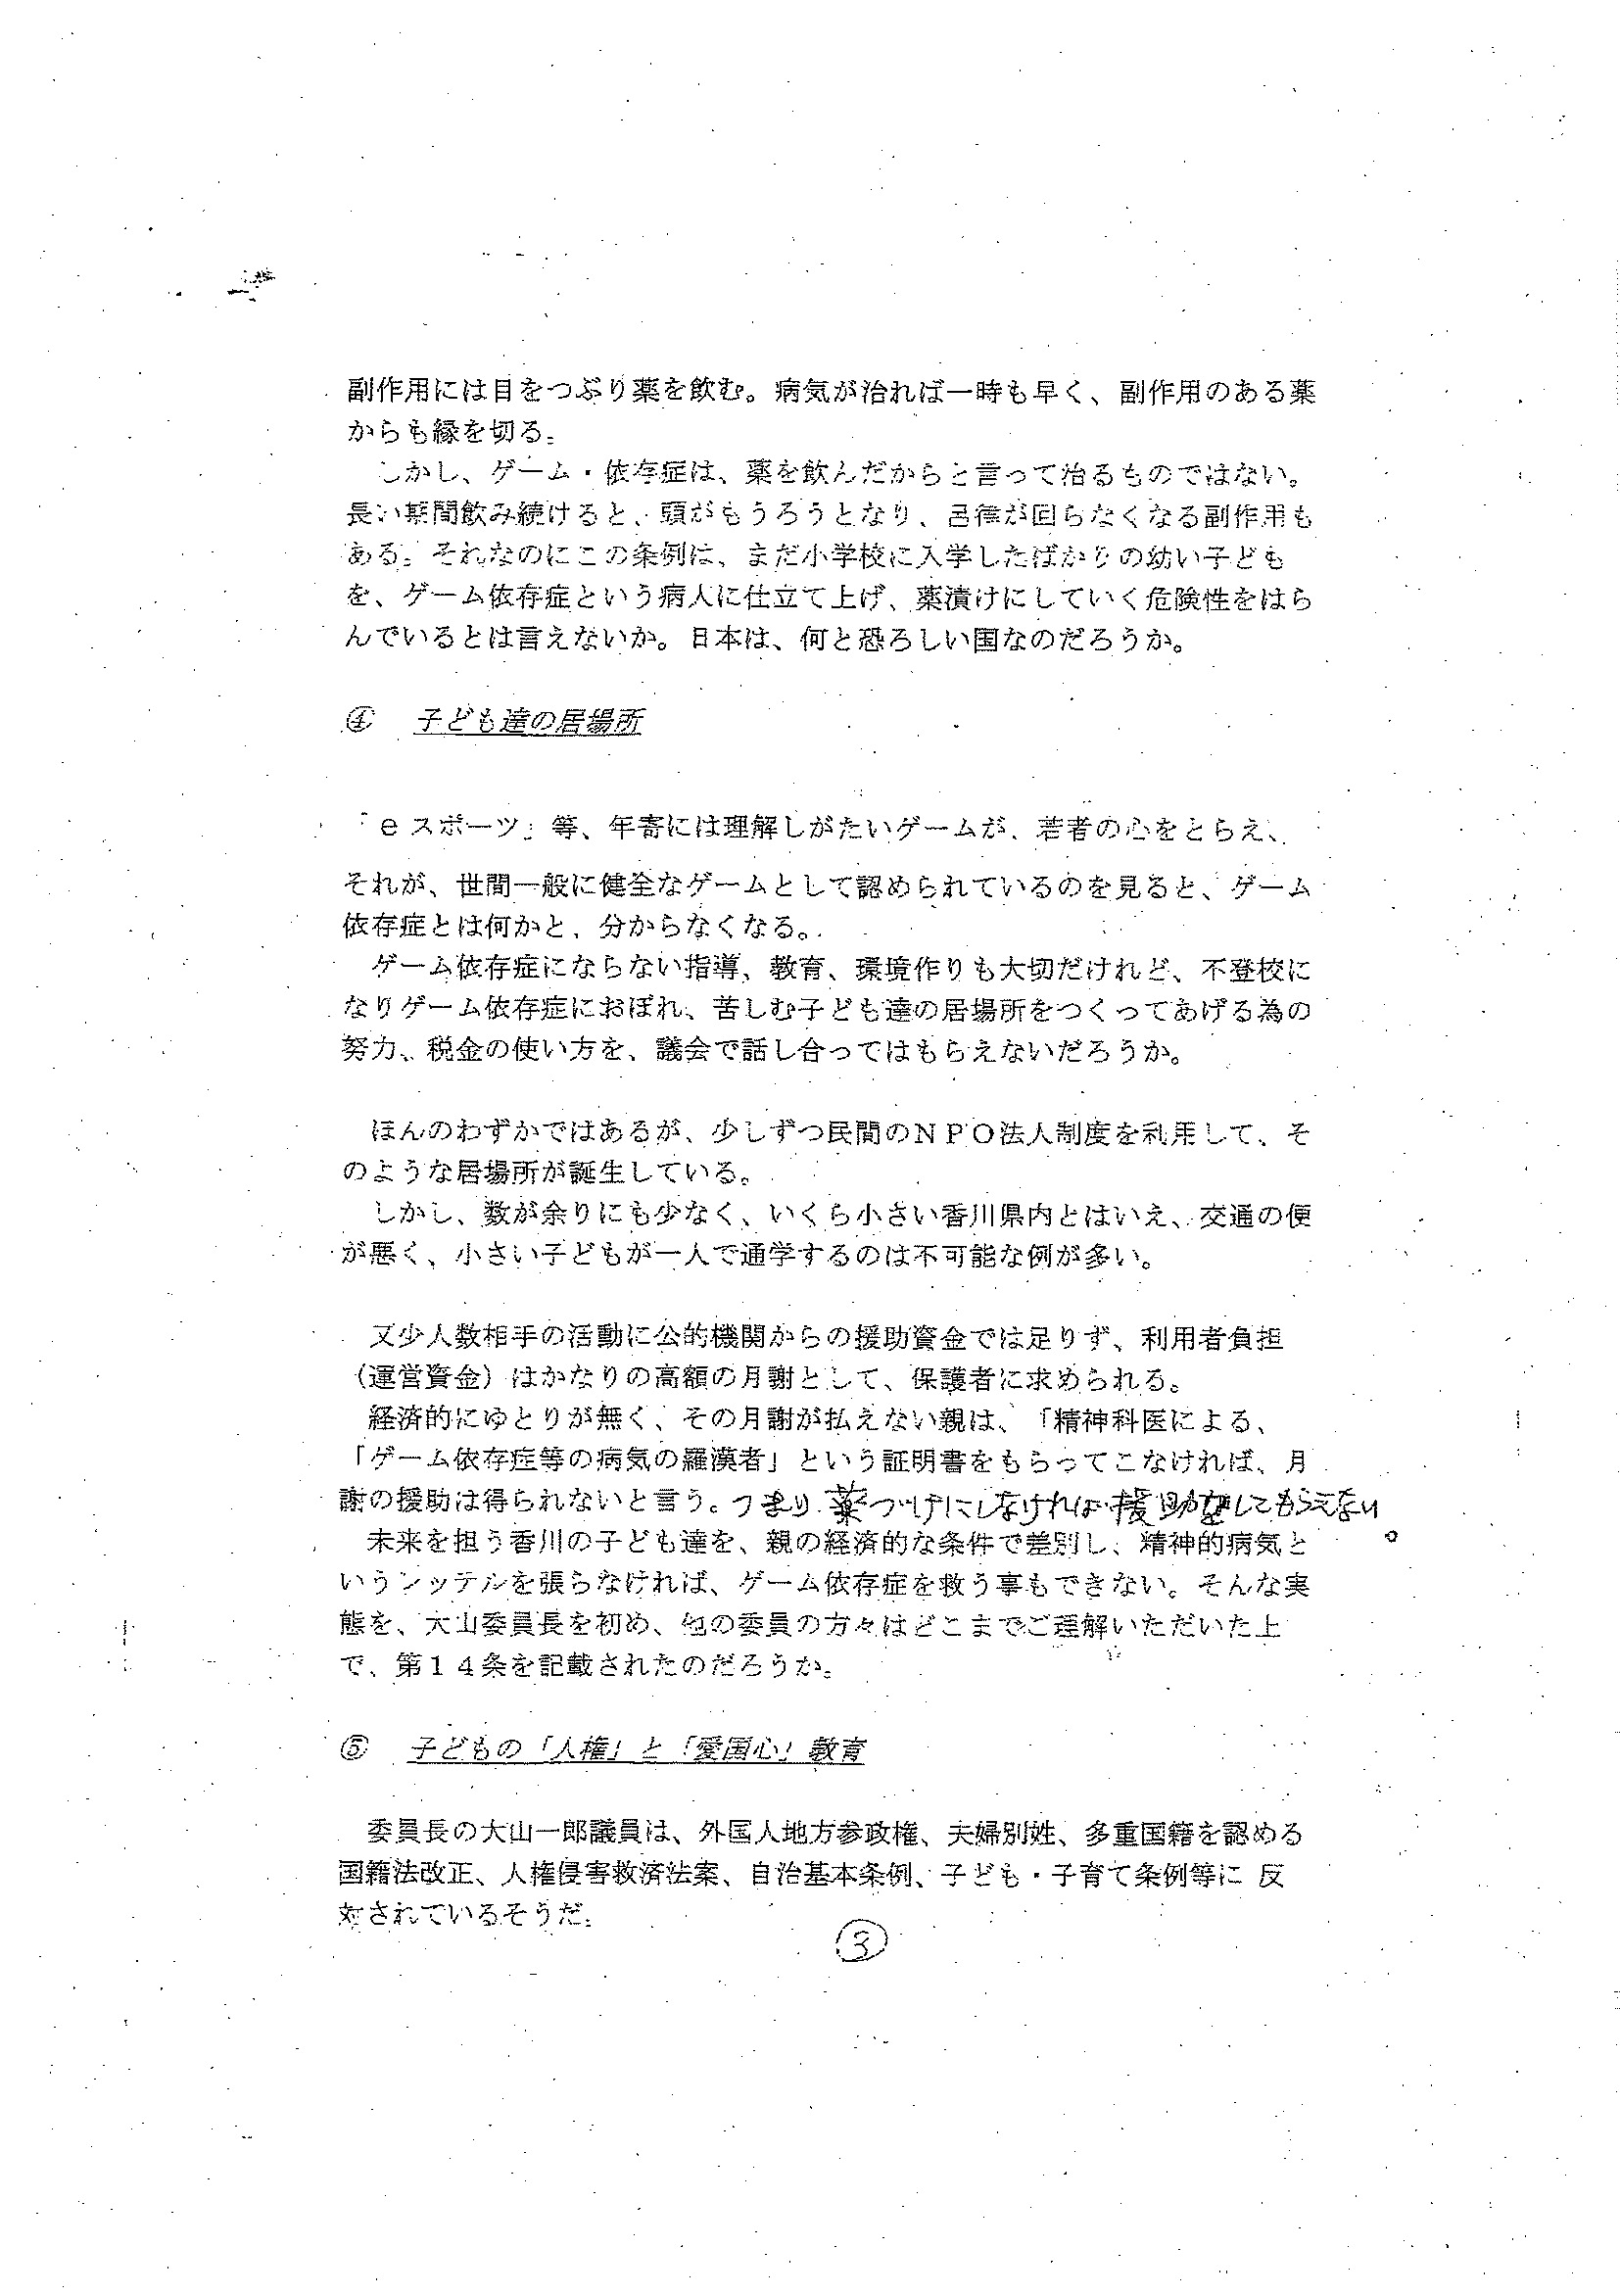 副作用には目をつぶり薬を飲む。病気が治れば一時も早く、副作用のある薬
からも縁を切る。
しかし、ゲーム・依存症は、薬を飲んだからと言って治るものではない。
長い期間飲み続けると、頭がもうろうとなり、呂律が回らなくなる副作用も
ある。それなのにこの条例は、まだ小学校に入学したばかりの幼い子ども
を、ゲーム依存症という病人に仕立て上げ、薬漬けにしていく危険性をはら
んでいるとは言えないか。日本は、何と恐ろしい国なのだろうか。
④ 子ども達の居場所
「eスポーツ」等、年寄には理解しがたいゲームが、若者の心をとらえ、
それが、世間一般に健全なゲームとして認められているのを見ると、ゲーム
依存症とは何かと、分からなくなる。
ゲーム依存症にならない指導、教育、環境作りも大切だけれど、不登校に
なりゲーム依存症におぼれ、苦しむ子ども達の居場所をつくってあげる為の
努力、税金の使い方を、議会で話し合ってはもらえないだろうか。
ほんのわずかではあるが、少しずつ民間のNPO法人制度を利用して、そ
のような居場所が誕生している。
しかし、数が余りにも少なく、いくら小さい香川県内とはいえ、交通の便
が悪く、小さい子どもが一人で通学するのは不可能な例が多い。
又少人数相手の活動に公的機関からの援助資金では足りず、利用者負担
(運営資金)はかなりの高額の月謝として、保護者に求められる。
経済的にゆとりが無く、その月謝が払えない親は、「精神科医による、
「ゲーム依存症等の病気の羅漢者」という証明書をもらってこなければ、月
謝の援助は得られないと言う。つまり薬づけにしなければ援助をしてもらえない。
未来を担う香川の子ども達を、親の経済的な条件で差別し、精神的病気と
いうレッテルを張らなければ、ゲーム依存症を救う事もできない。そんな実
態を、大山委員長を初め、他の委員の方々はどこまでご理解いただいた上
で、第14条を記載されたのだろうか。
⑤ 子どもの「人権」と「愛国心」教育
委員長の大山一郎議員は、外国人地方参政権、夫婦別姓、多重国籍を認める
国籍法改正、人権侵害救済法案、自治基本条例、子ども・子育て条例等に 反
対されているそうだ。
③